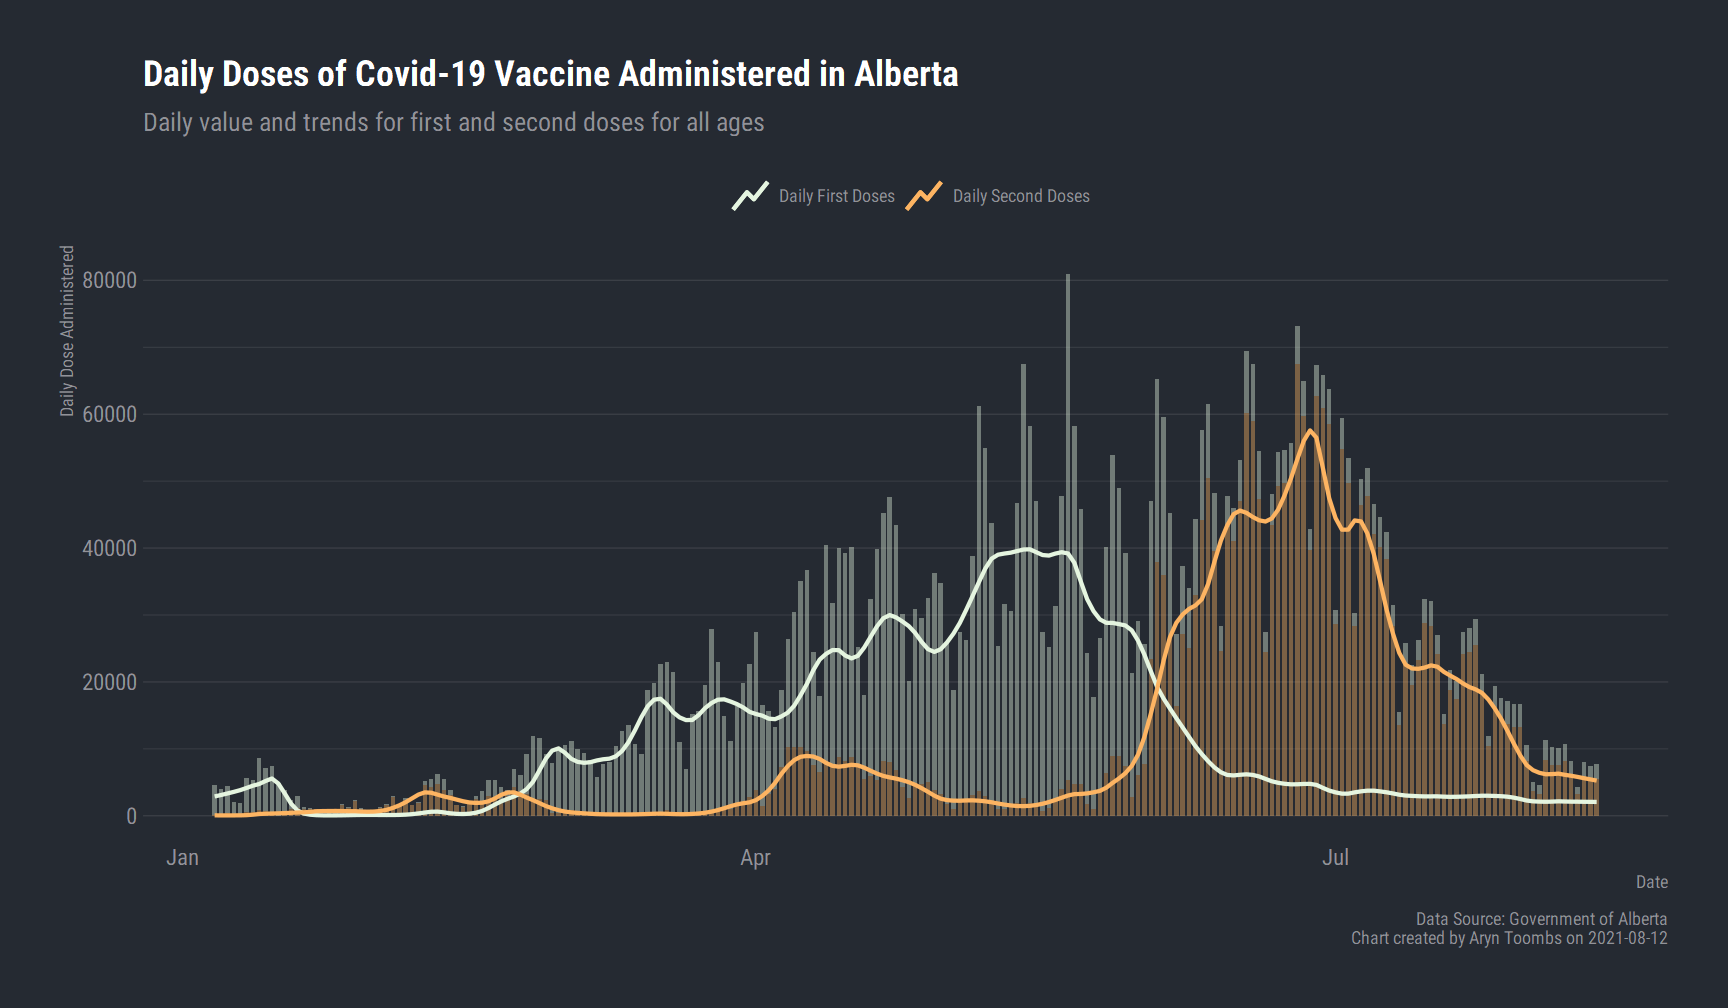 Daily Doses of Covid-19 Vaccine Administered in Alberta
Daily value and trends for first and second doses for all ages
Daily First Doses
Daily Second Doses
Daily Dose Administered
80000
60000
40000
20000
0
Jan
Apr
Jul
Date
Data Source: Government of Alberta
Chart created by Aryn Toombs on 2021-08-12